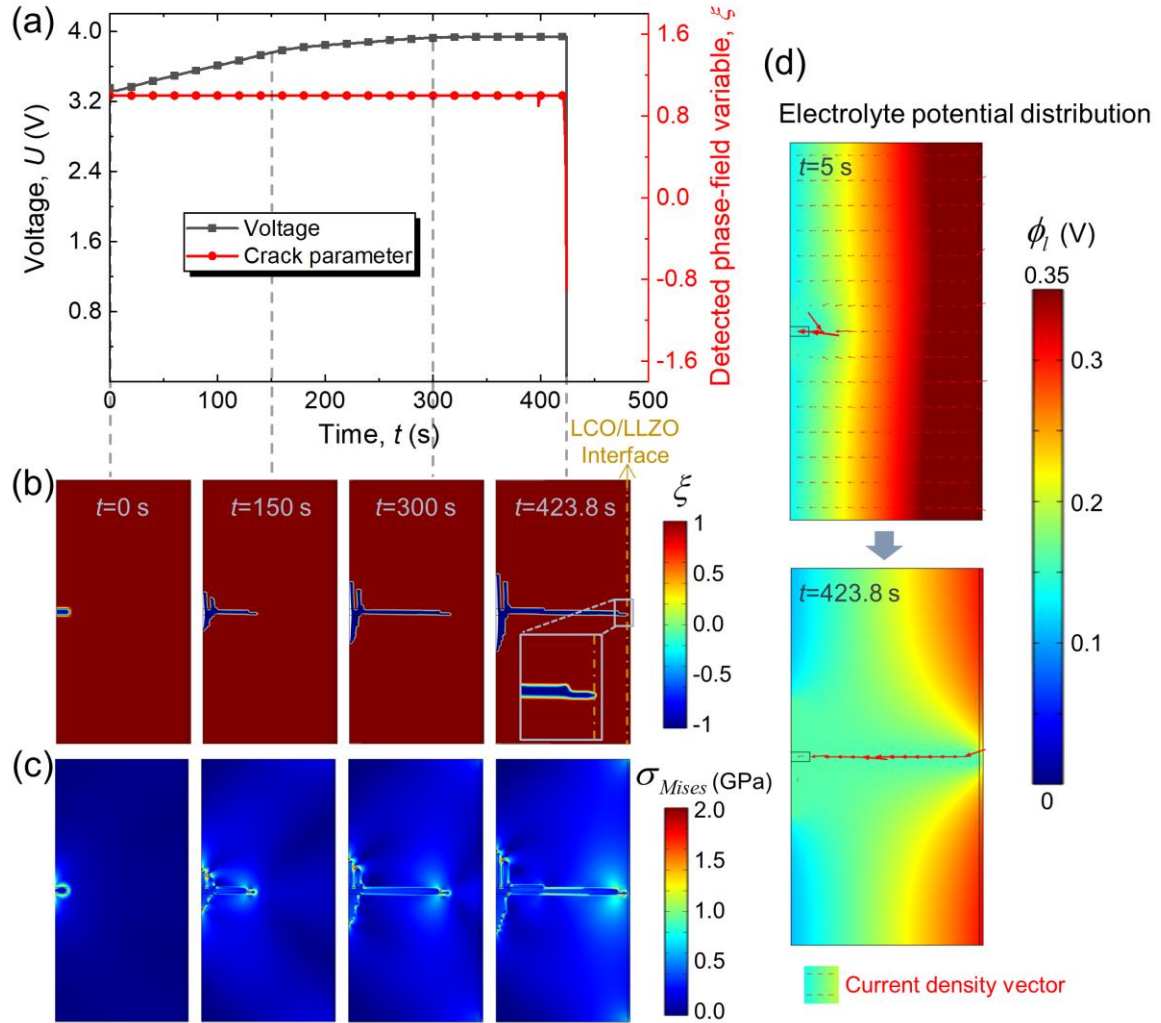 (a)
4.0
3.2
2.4
1.6
0.8
Voltage, U (V)
Voltage
Crack parameter
1.6
0.8
0.0
-0.8
-1.6
Detected phase-field variable, ξ
0
100
200
300
400
500
Time, t (s)
LCO/LLZO
Interface
(b)
t=0 s
t=150 s
t=300 s
t=423.8 s
ξ
1
0.5
0.0
-0.5
-1
(c)
σMises (GPa)
2.0
1.5
1.0
0.5
0.0
(d)
Electrolyte potential distribution
t=5 s
t=423.8 s
ϕl (V)
0.35
0.3
0.2
0.1
0
Current density vector